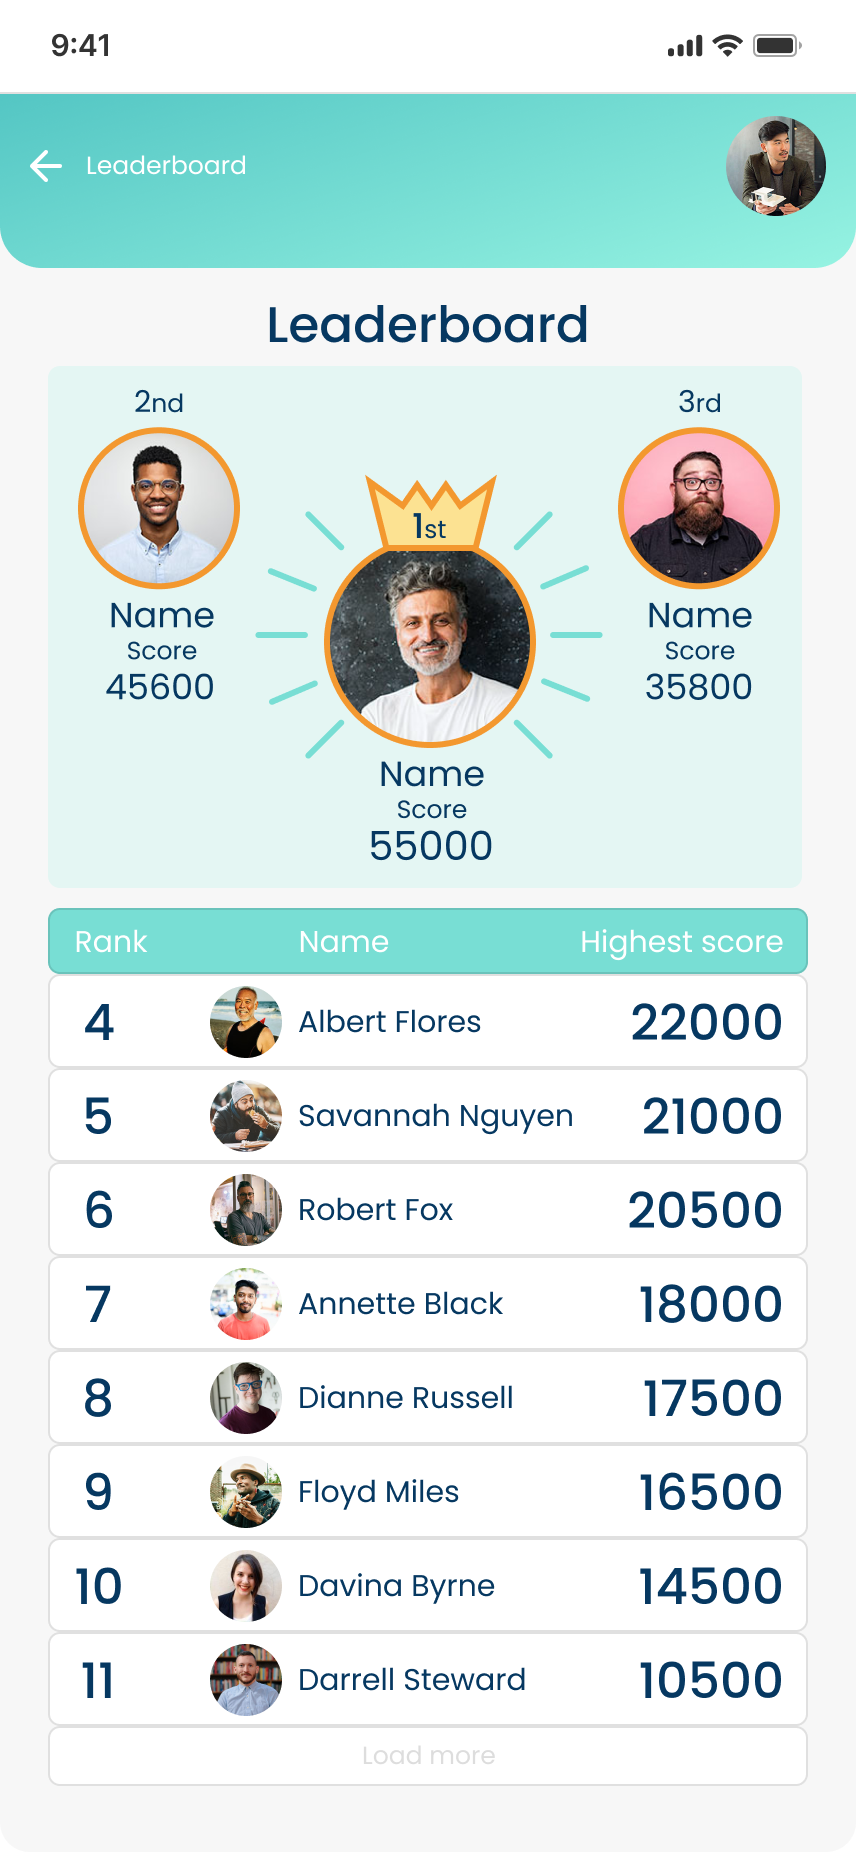 9:41
Leaderboard
Leaderboard
2nd
3rd
1st
Name
Score
45600
Name
Score
35800
Name
Score
55000
Rank Name Highest score
4 Albert Flores 22000
5 Savannah Nguyen 21000
6 Robert Fox 20500
7 Annette Black 18000
8 Dianne Russell 17500
9 Floyd Miles 16500
10 Davina Byrne 14500
11 Darrell Steward 10500
Load more